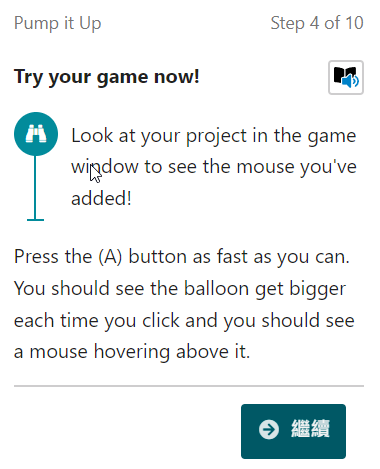 Pump it Up
Step 4 of 10
Try your game now!
Look at your project in the game
window to see the mouse you've
added!
Press the (A) button as fast as you can.
You should see the balloon get bigger
each time you click and you should see
a mouse hovering above it.
繼續